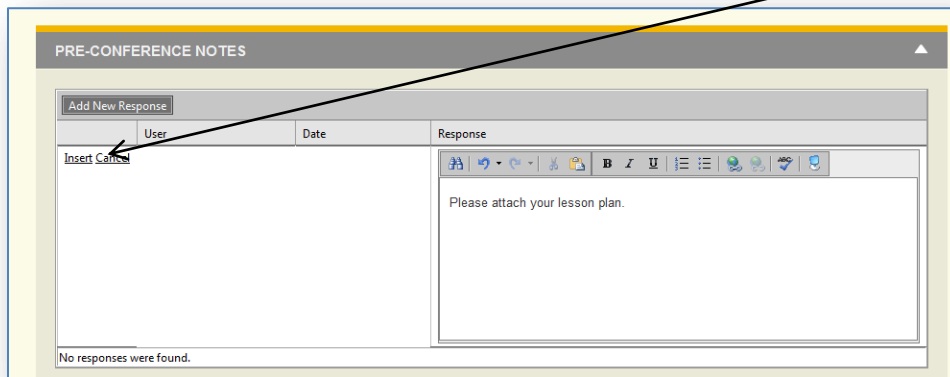 PRE-CONFERENCE NOTES
Add New Response
User Date Response
Insert Cancel
B I U ABC
Please attach your lesson plan.
No responses were found.